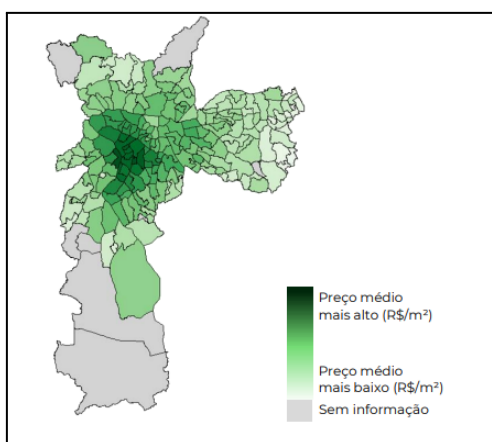 Preço médio
mais alto (R$/m²)
Preço médio
mais baixo (R$/m²)
Sem informação